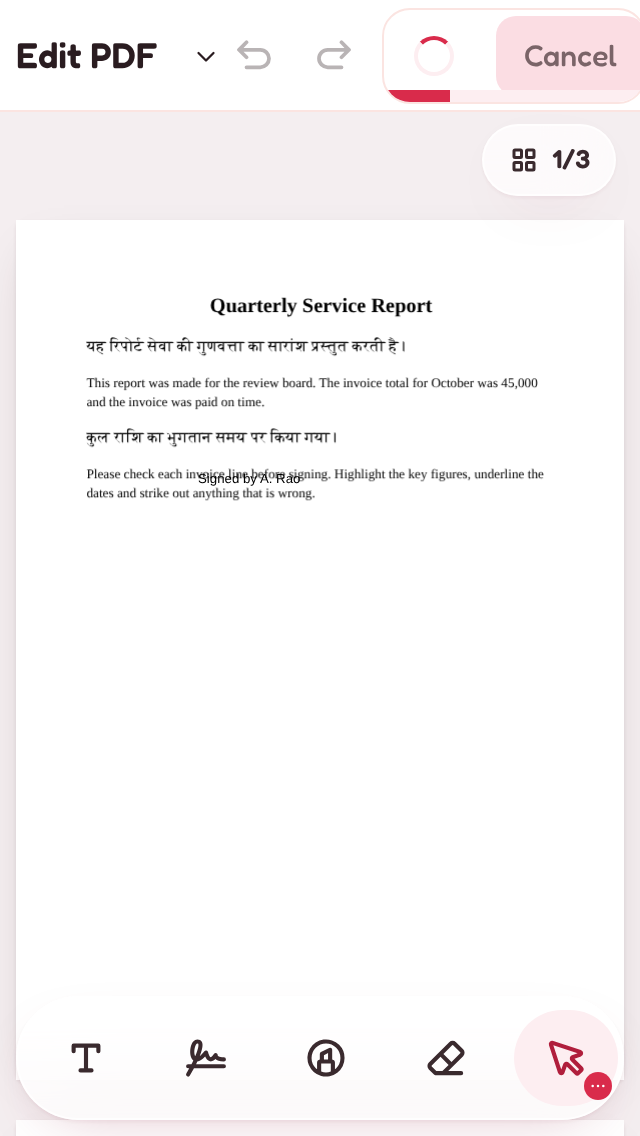 Edit PDF
Cancel
1/3
Quarterly Service Report
यह रिपोर्ट सेवा की गुणवत्ता का सारांश प्रस्तुत करती है।
This report was made for the review board. The invoice total for October was 45,000
and the invoice was paid on time.
कुल राशि का भुगतान समय पर किया गया।
Please check each invoice line before signing. Highlight the key figures, underline the
Signed by A. Rao
dates and strike out anything that is wrong.